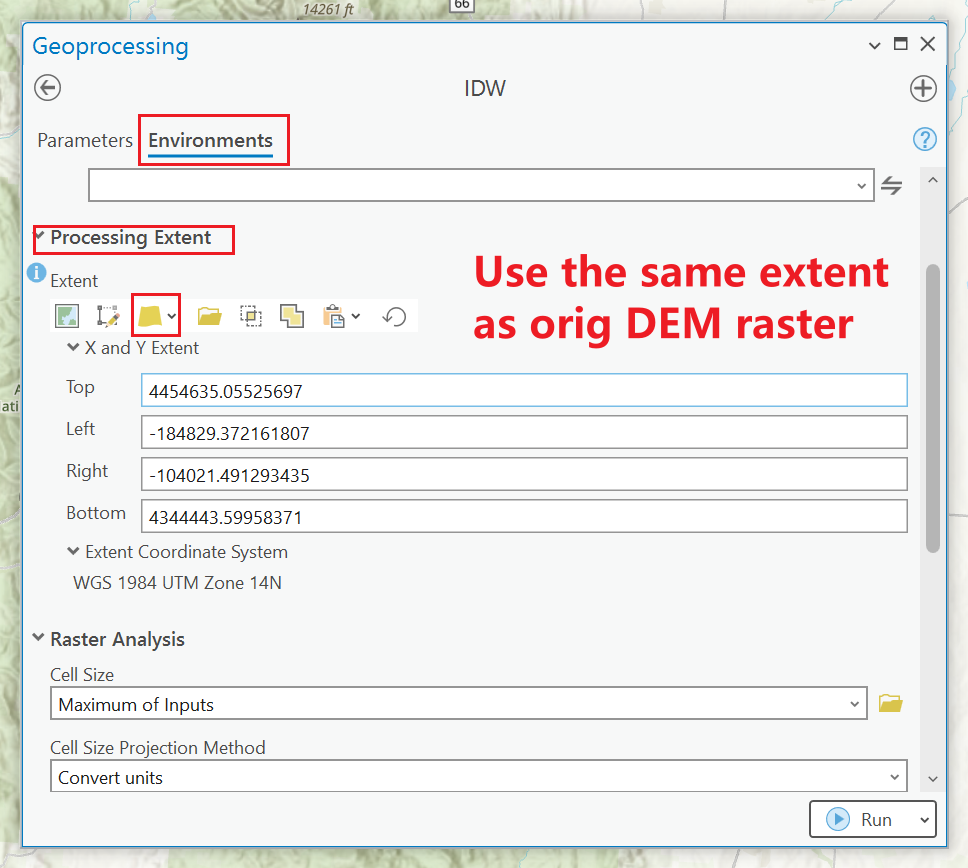 14261 ft
66
Geoprocessing
IDW
Parameters
Environments
Processing Extent
Extent
Use the same extent
as orig DEM raster
X and Y Extent
Top
4454635.05525697
Left
-184829.372161807
Right
-104021.491293435
Bottom
4344443.59958371
Extent Coordinate System
WGS 1984 UTM Zone 14N
Raster Analysis
Cell Size
Maximum of Inputs
Cell Size Projection Method
Convert units
Run